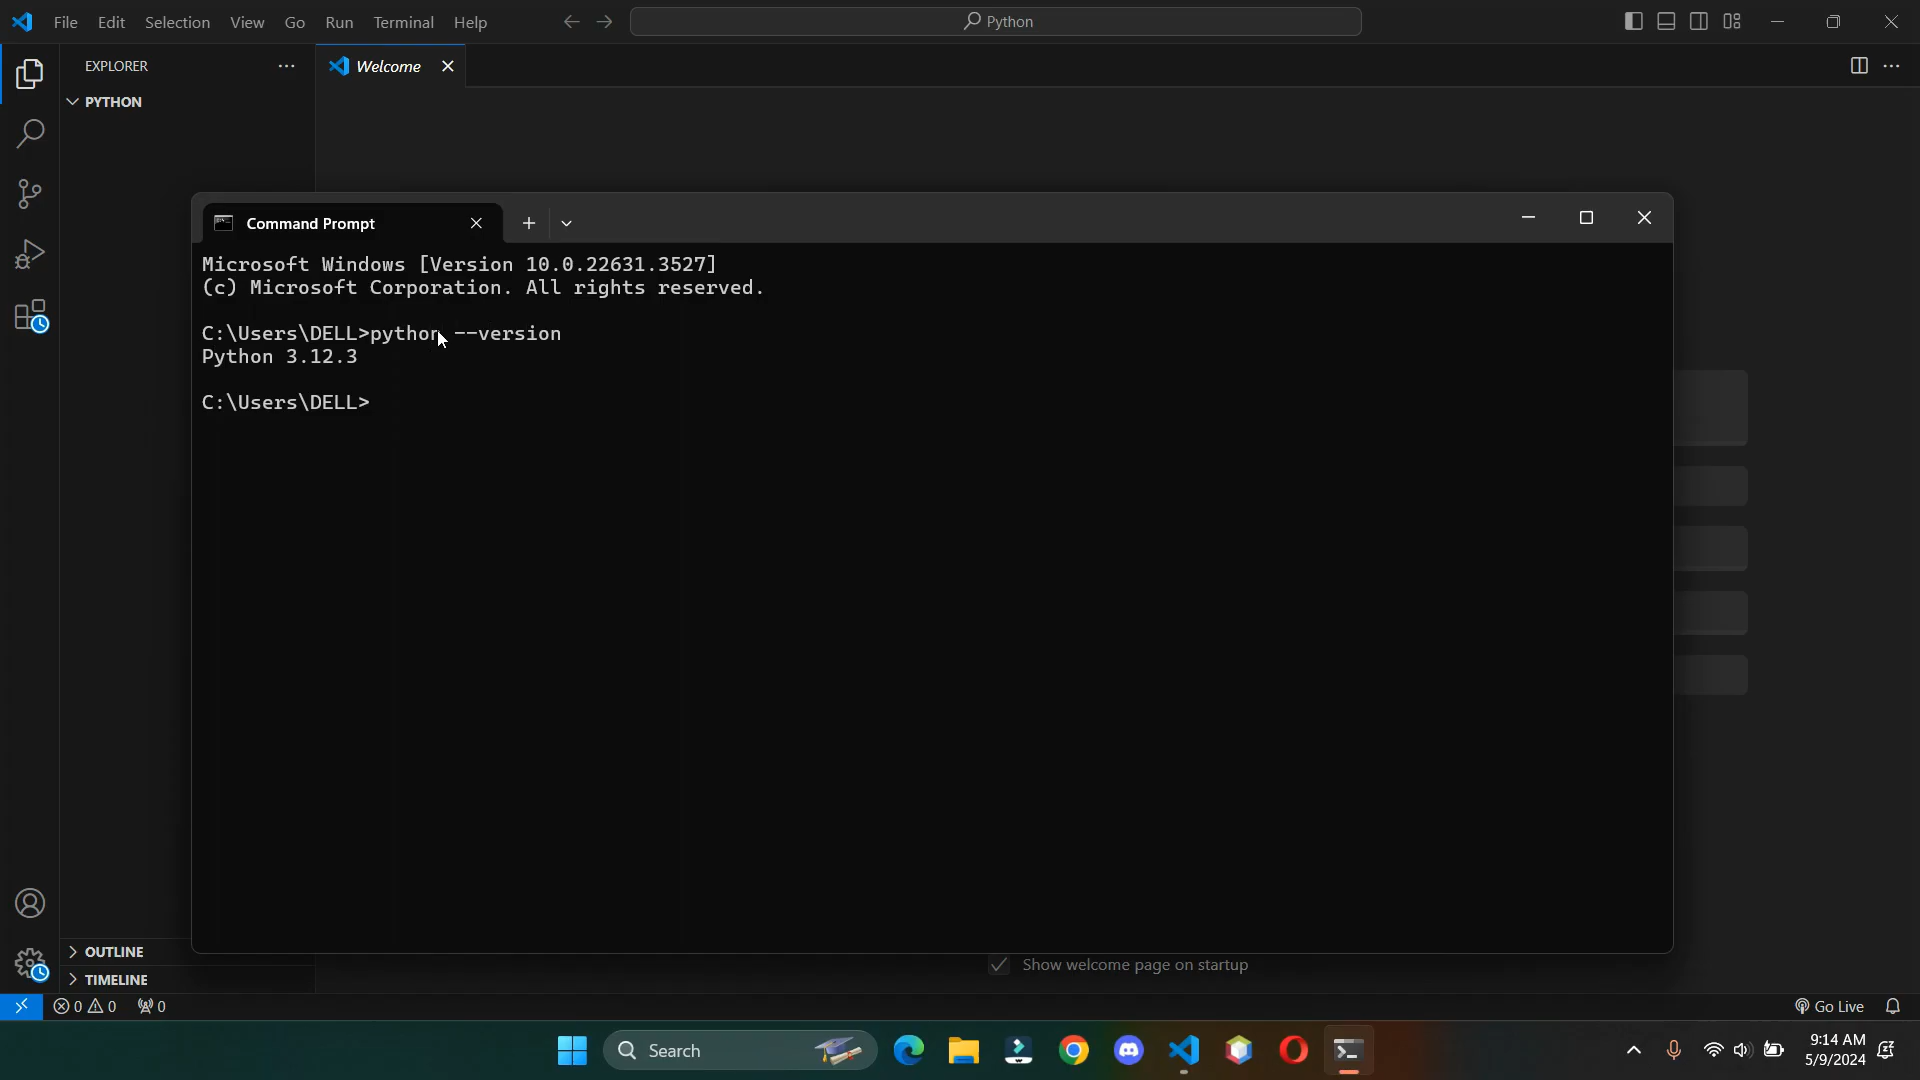 File Edit Selection View Go Run Terminal Help
Python
EXPLORER
Welcome
PYTHON
Command Prompt
Microsoft Windows [Version 10.0.22631.3527]
(c) Microsoft Corporation. All rights reserved.
C:\Users\DELL>python --version
Python 3.12.3
C:\Users\DELL>
OUTLINE
Show welcome page on startup
TIMELINE
0 0 0
Go Live
Search
9:14 AM
5/9/2024